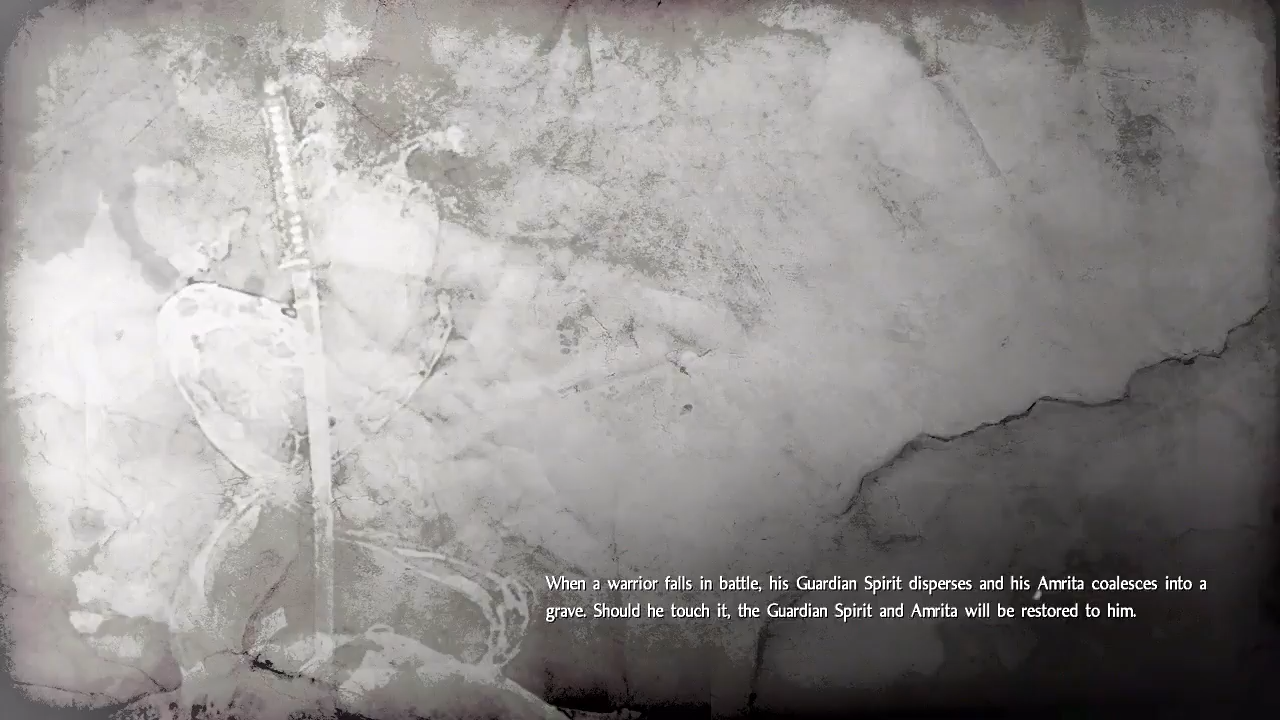 When a warrior falls in battle, his Guardian Spirit disperses and his Amrita coalesces into a
grave. Should he touch it, the Guardian Spirit and Amrita will be restored to him.